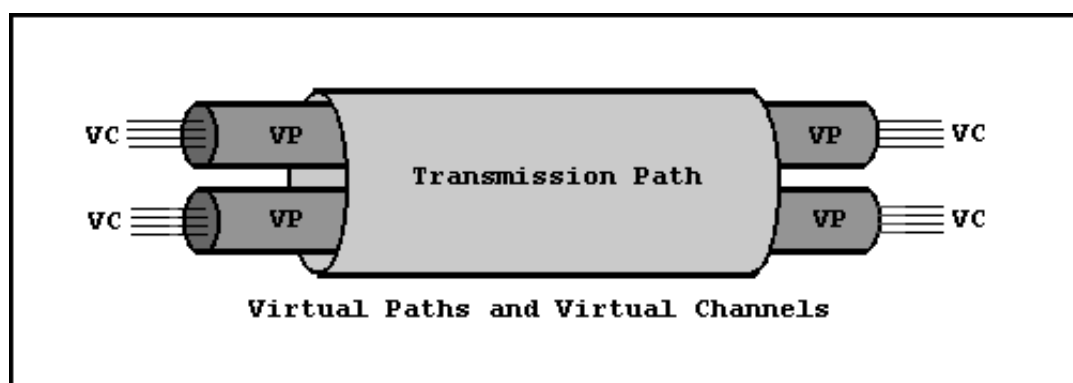 VC VP VP VC
Transmission Path
VC VP VP VC
Virtual Paths and Virtual Channels